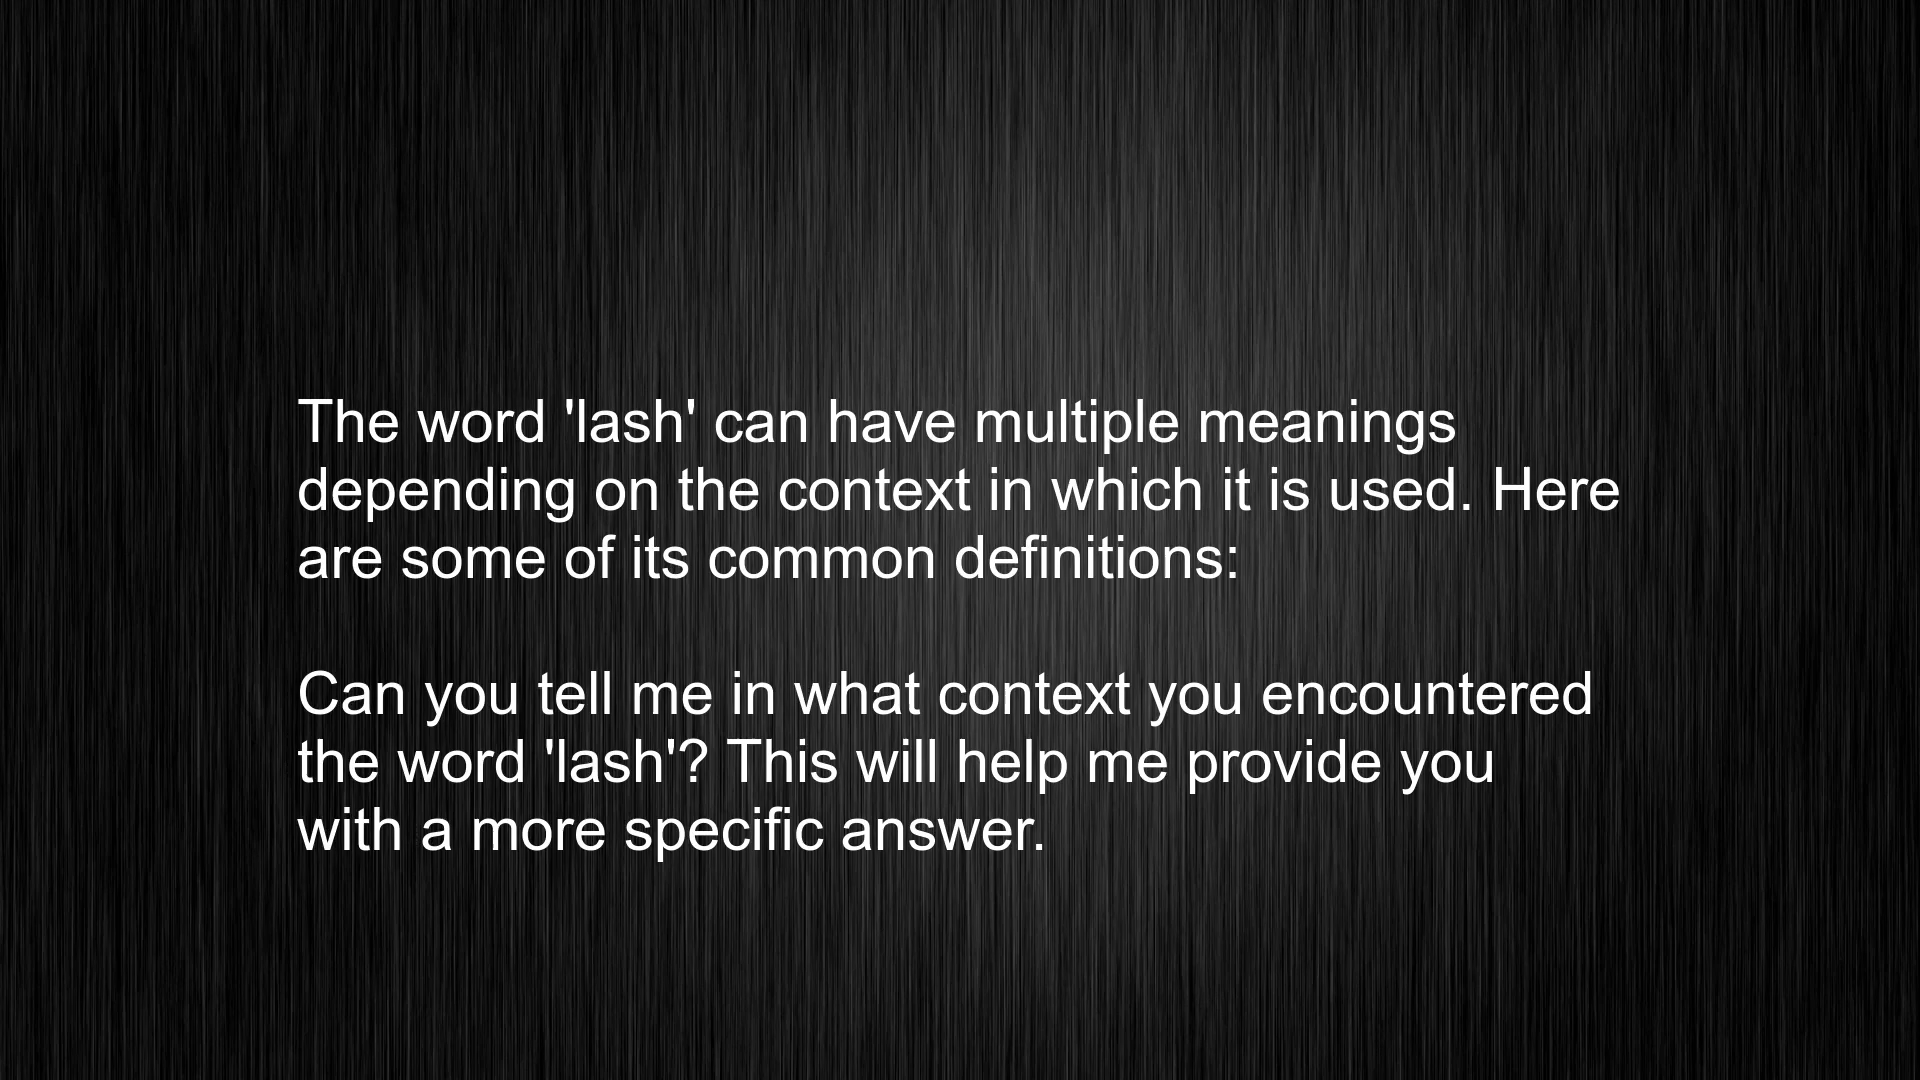 The word 'lash' can have multiple meanings
depending on the context in which it is used. Here
are some of its common definitions:
Can you tell me in what context you encountered
the word 'lash'? This will help me provide you
with a more specific answer.